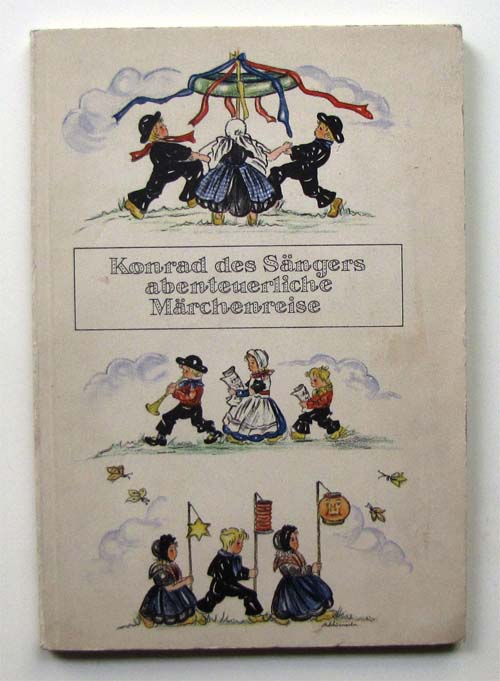 Konrad des Sängers
abenteuerliche
Märchenreise